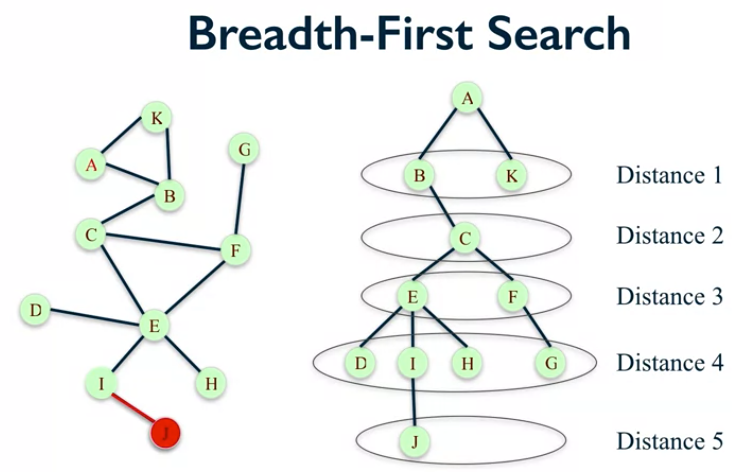 Breadth-First Search
K
A
G
B
C
F
D
E
I
H
J
A
B K Distance 1
C Distance 2
E F Distance 3
D I H G Distance 4
J Distance 5